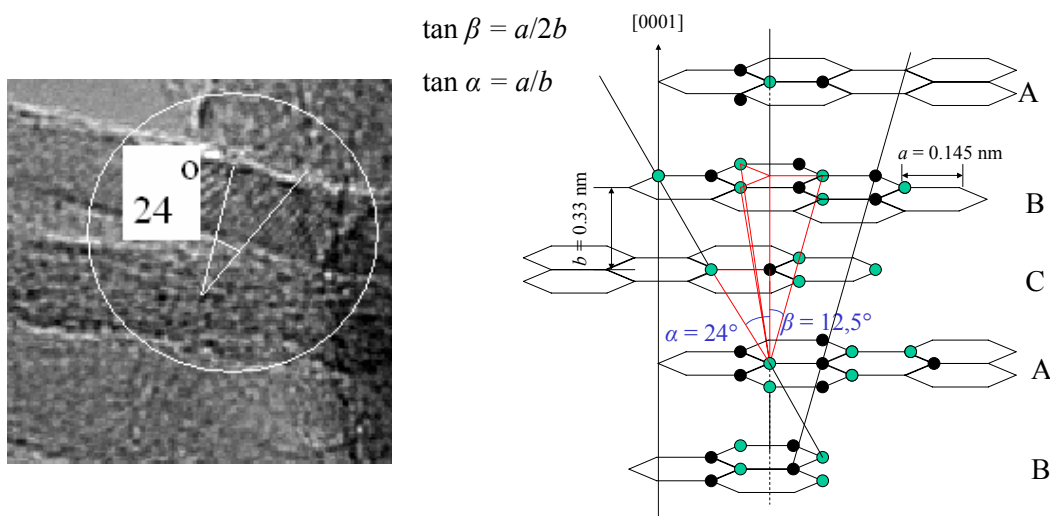 tan β = a/2b
tan α = a/b
[0001]
A
a = 0.145 nm
B
b = 0.33 nm
C
α = 24°
β = 12,5°
A
B
24°